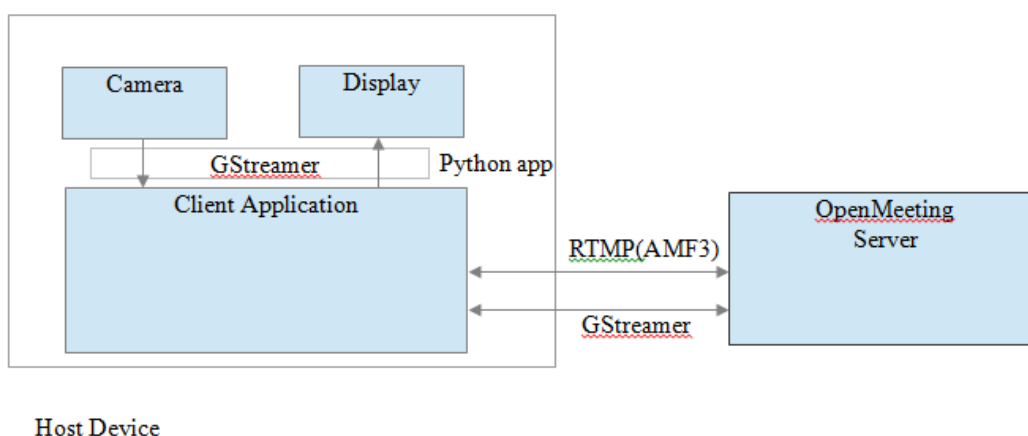 Camera
Display
GStreamer
Python app
Client Application
OpenMeeting
Server
RTMP(AMF3)
GStreamer
Host Device